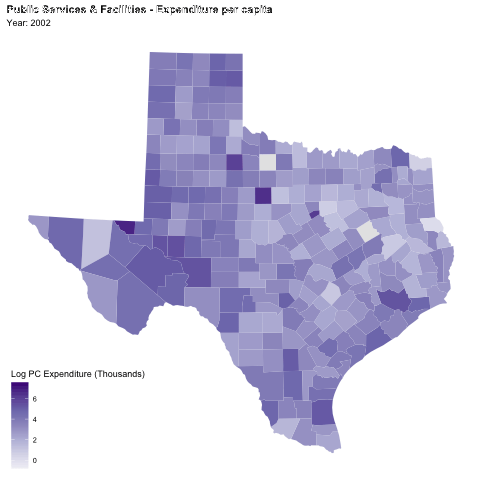 Public Services & Facilities - Expenditure per capita
Year: 2002
Log PC Expenditure (Thousands)
6
4
2
0